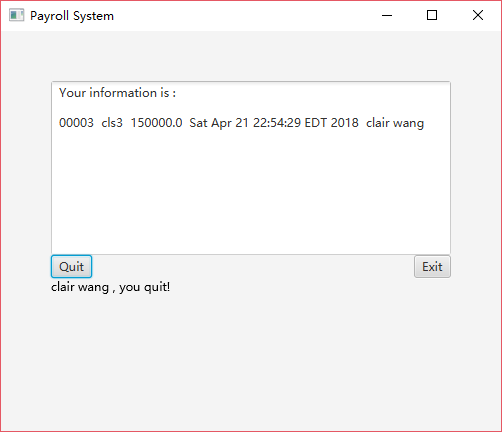 Payroll System
Your information is :
00003 cls3 150000.0 Sat Apr 21 22:54:29 EDT 2018 clair wang
Quit
Exit
clair wang , you quit!